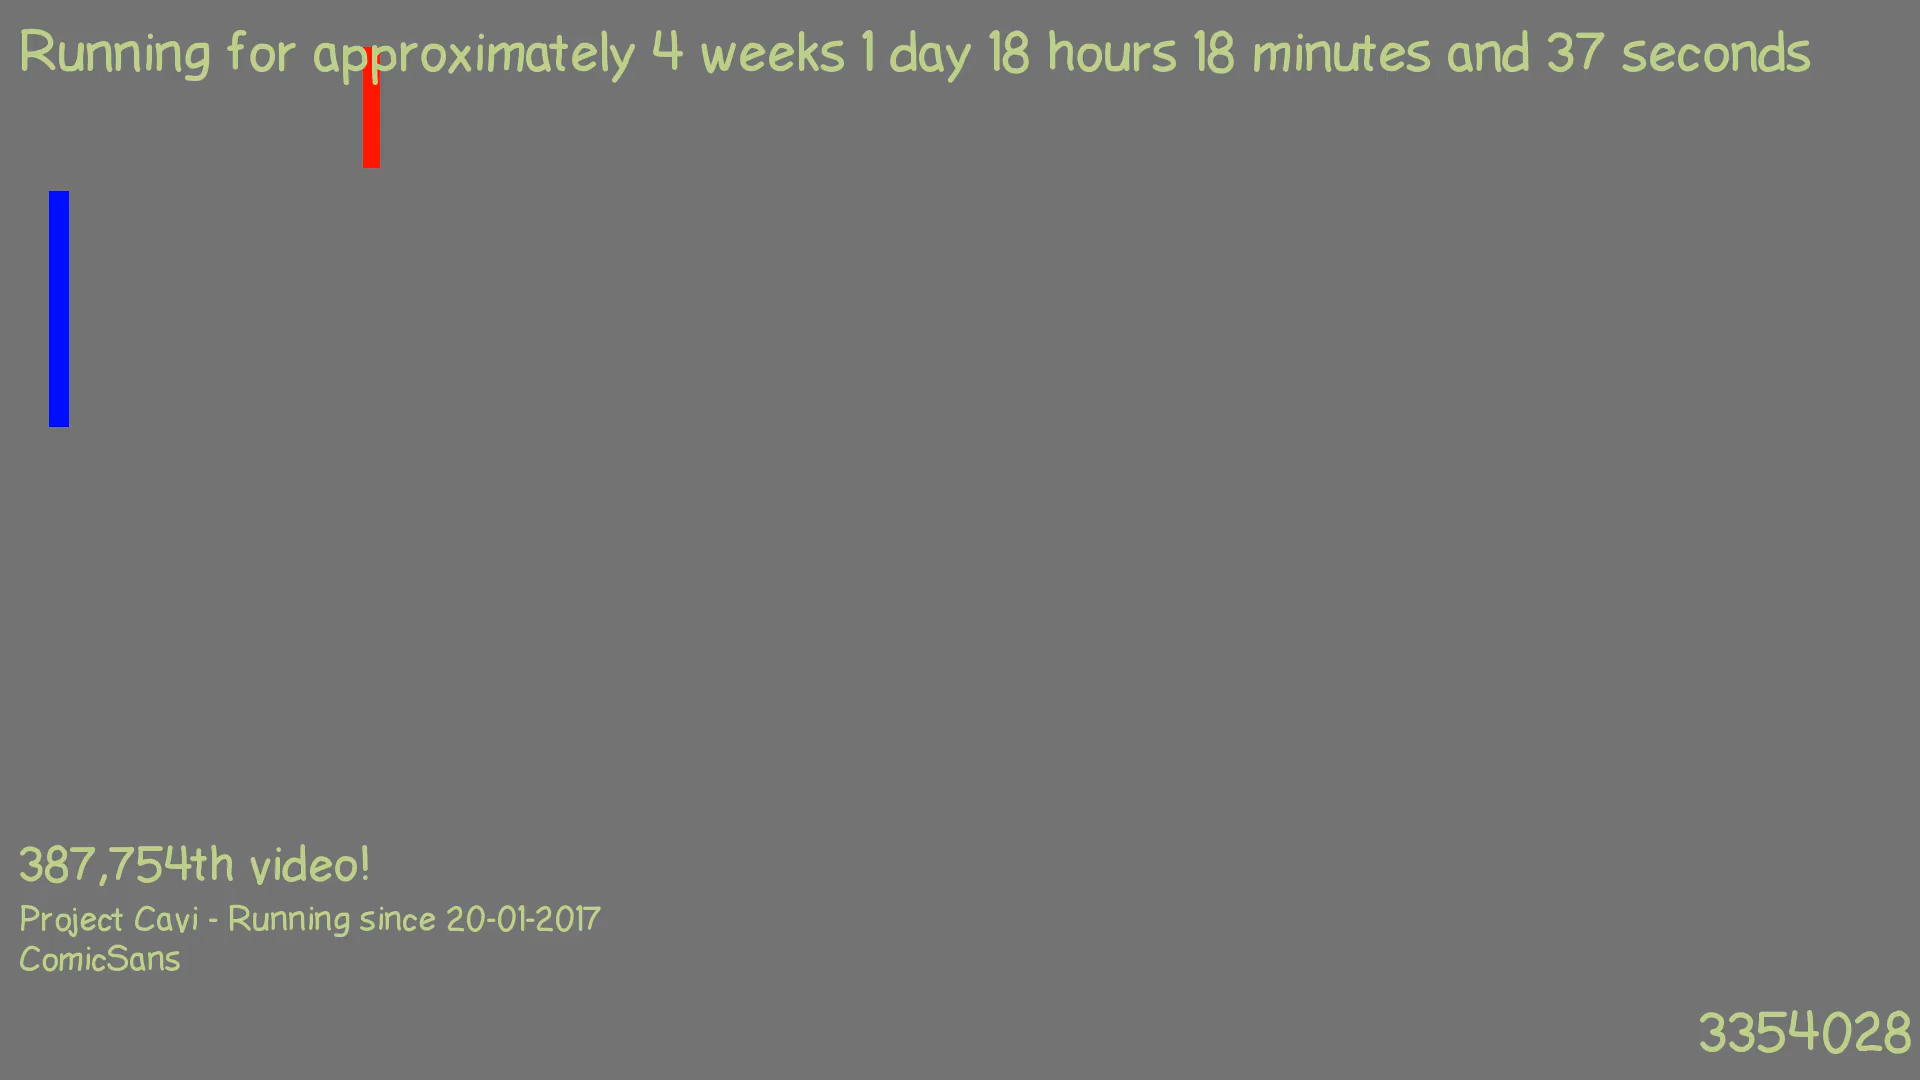 Running for approximately 4 weeks 1 day 18 hours 18 minutes and 37 seconds
387,754th video!
Project Cavi - Running since 20-01-2017
ComicSans
3354028